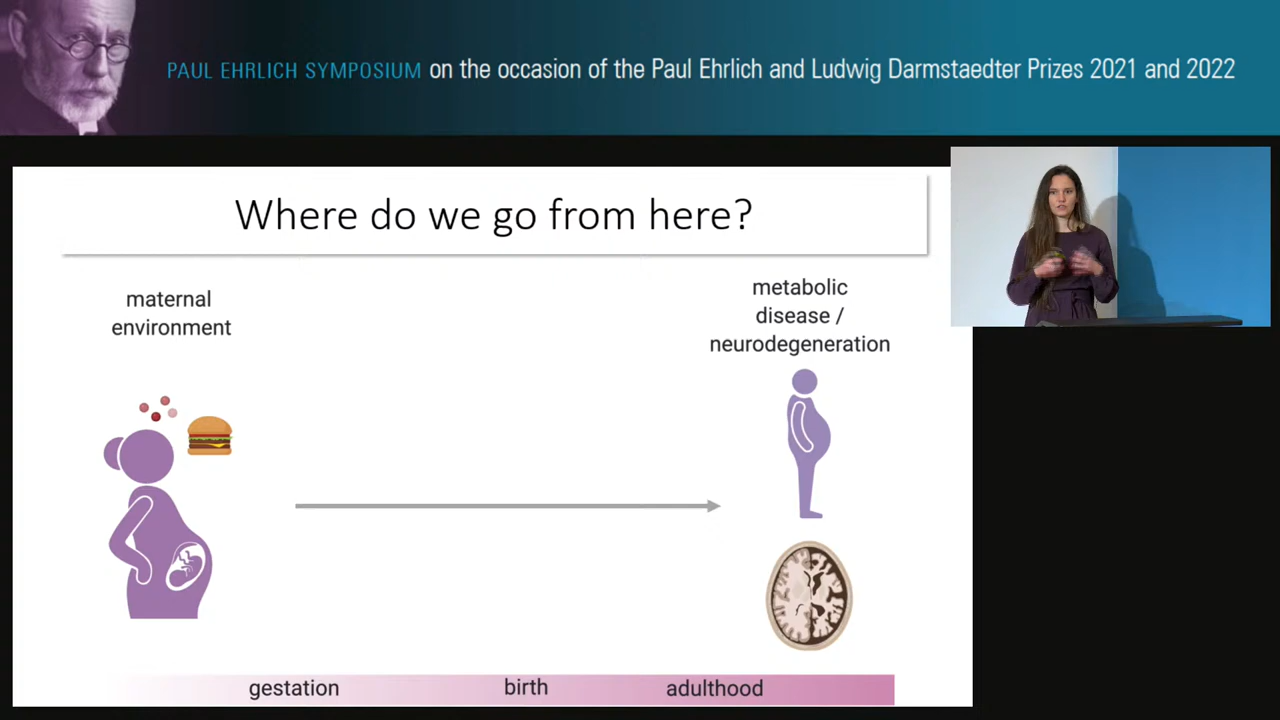 PAUL EHRLICH SYMPOSIUM on the occasion of the Paul Ehrlich and Ludwig Darmstaedter Prizes 2021 and 2022
Where do we go from here?
maternal
environment
metabolic
disease /
neurodegeneration
gestation
birth
adulthood